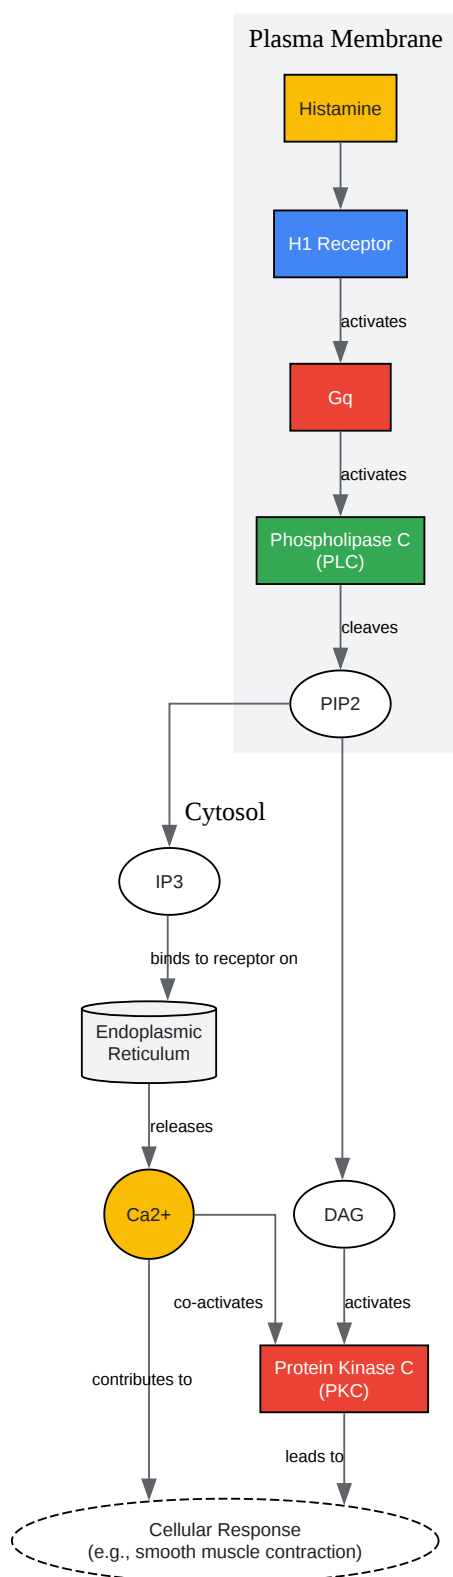 Plasma Membrane
Histamine
H1 Receptor
activates
Gq
activates
Phospholipase C
(PLC)
cleaves
PIP2
Cytosol
IP3
binds to receptor on
Endoplasmic
Reticulum
releases
Ca2+
DAG
co-activates
activates
Protein Kinase C
(PKC)
contributes to
leads to
Cellular Response
(e.g., smooth muscle contraction)